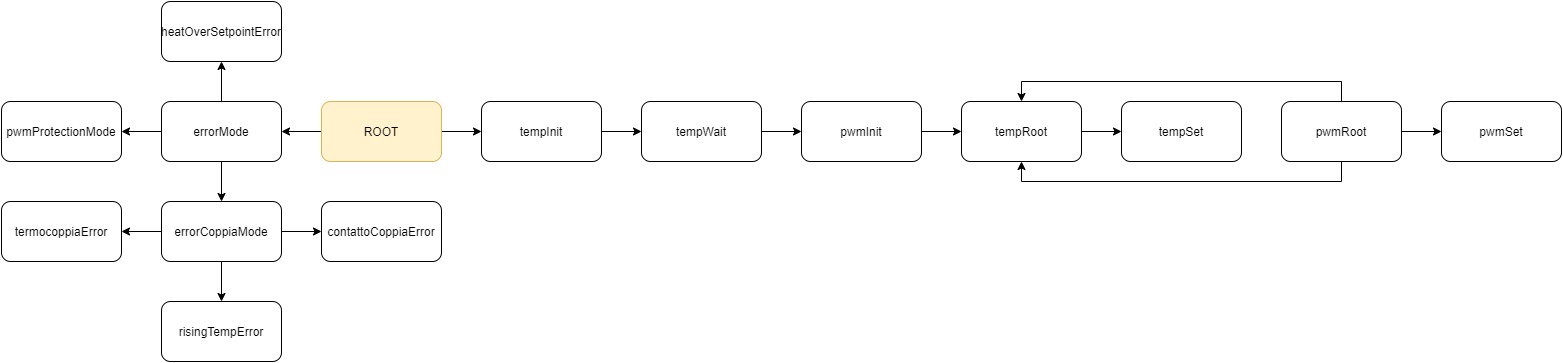 heatOverSetpointError
pwmProtectionMode
errorMode
ROOT
tempInit
tempWait
pwmInit
tempRoot
tempSet
pwmRoot
pwmSet
termocoppiaError
errorCoppiaMode
contattoCoppiaError
risingTempError